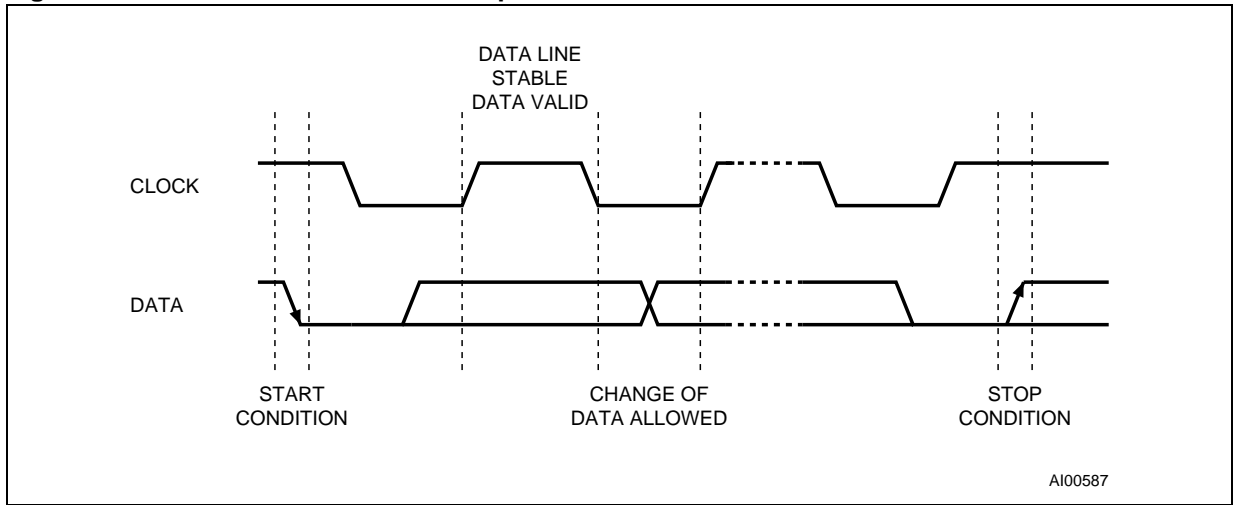 DATA LINE
STABLE
DATA VALID
CLOCK
DATA
START
CONDITION
CHANGE OF
DATA ALLOWED
STOP
CONDITION
AI00587